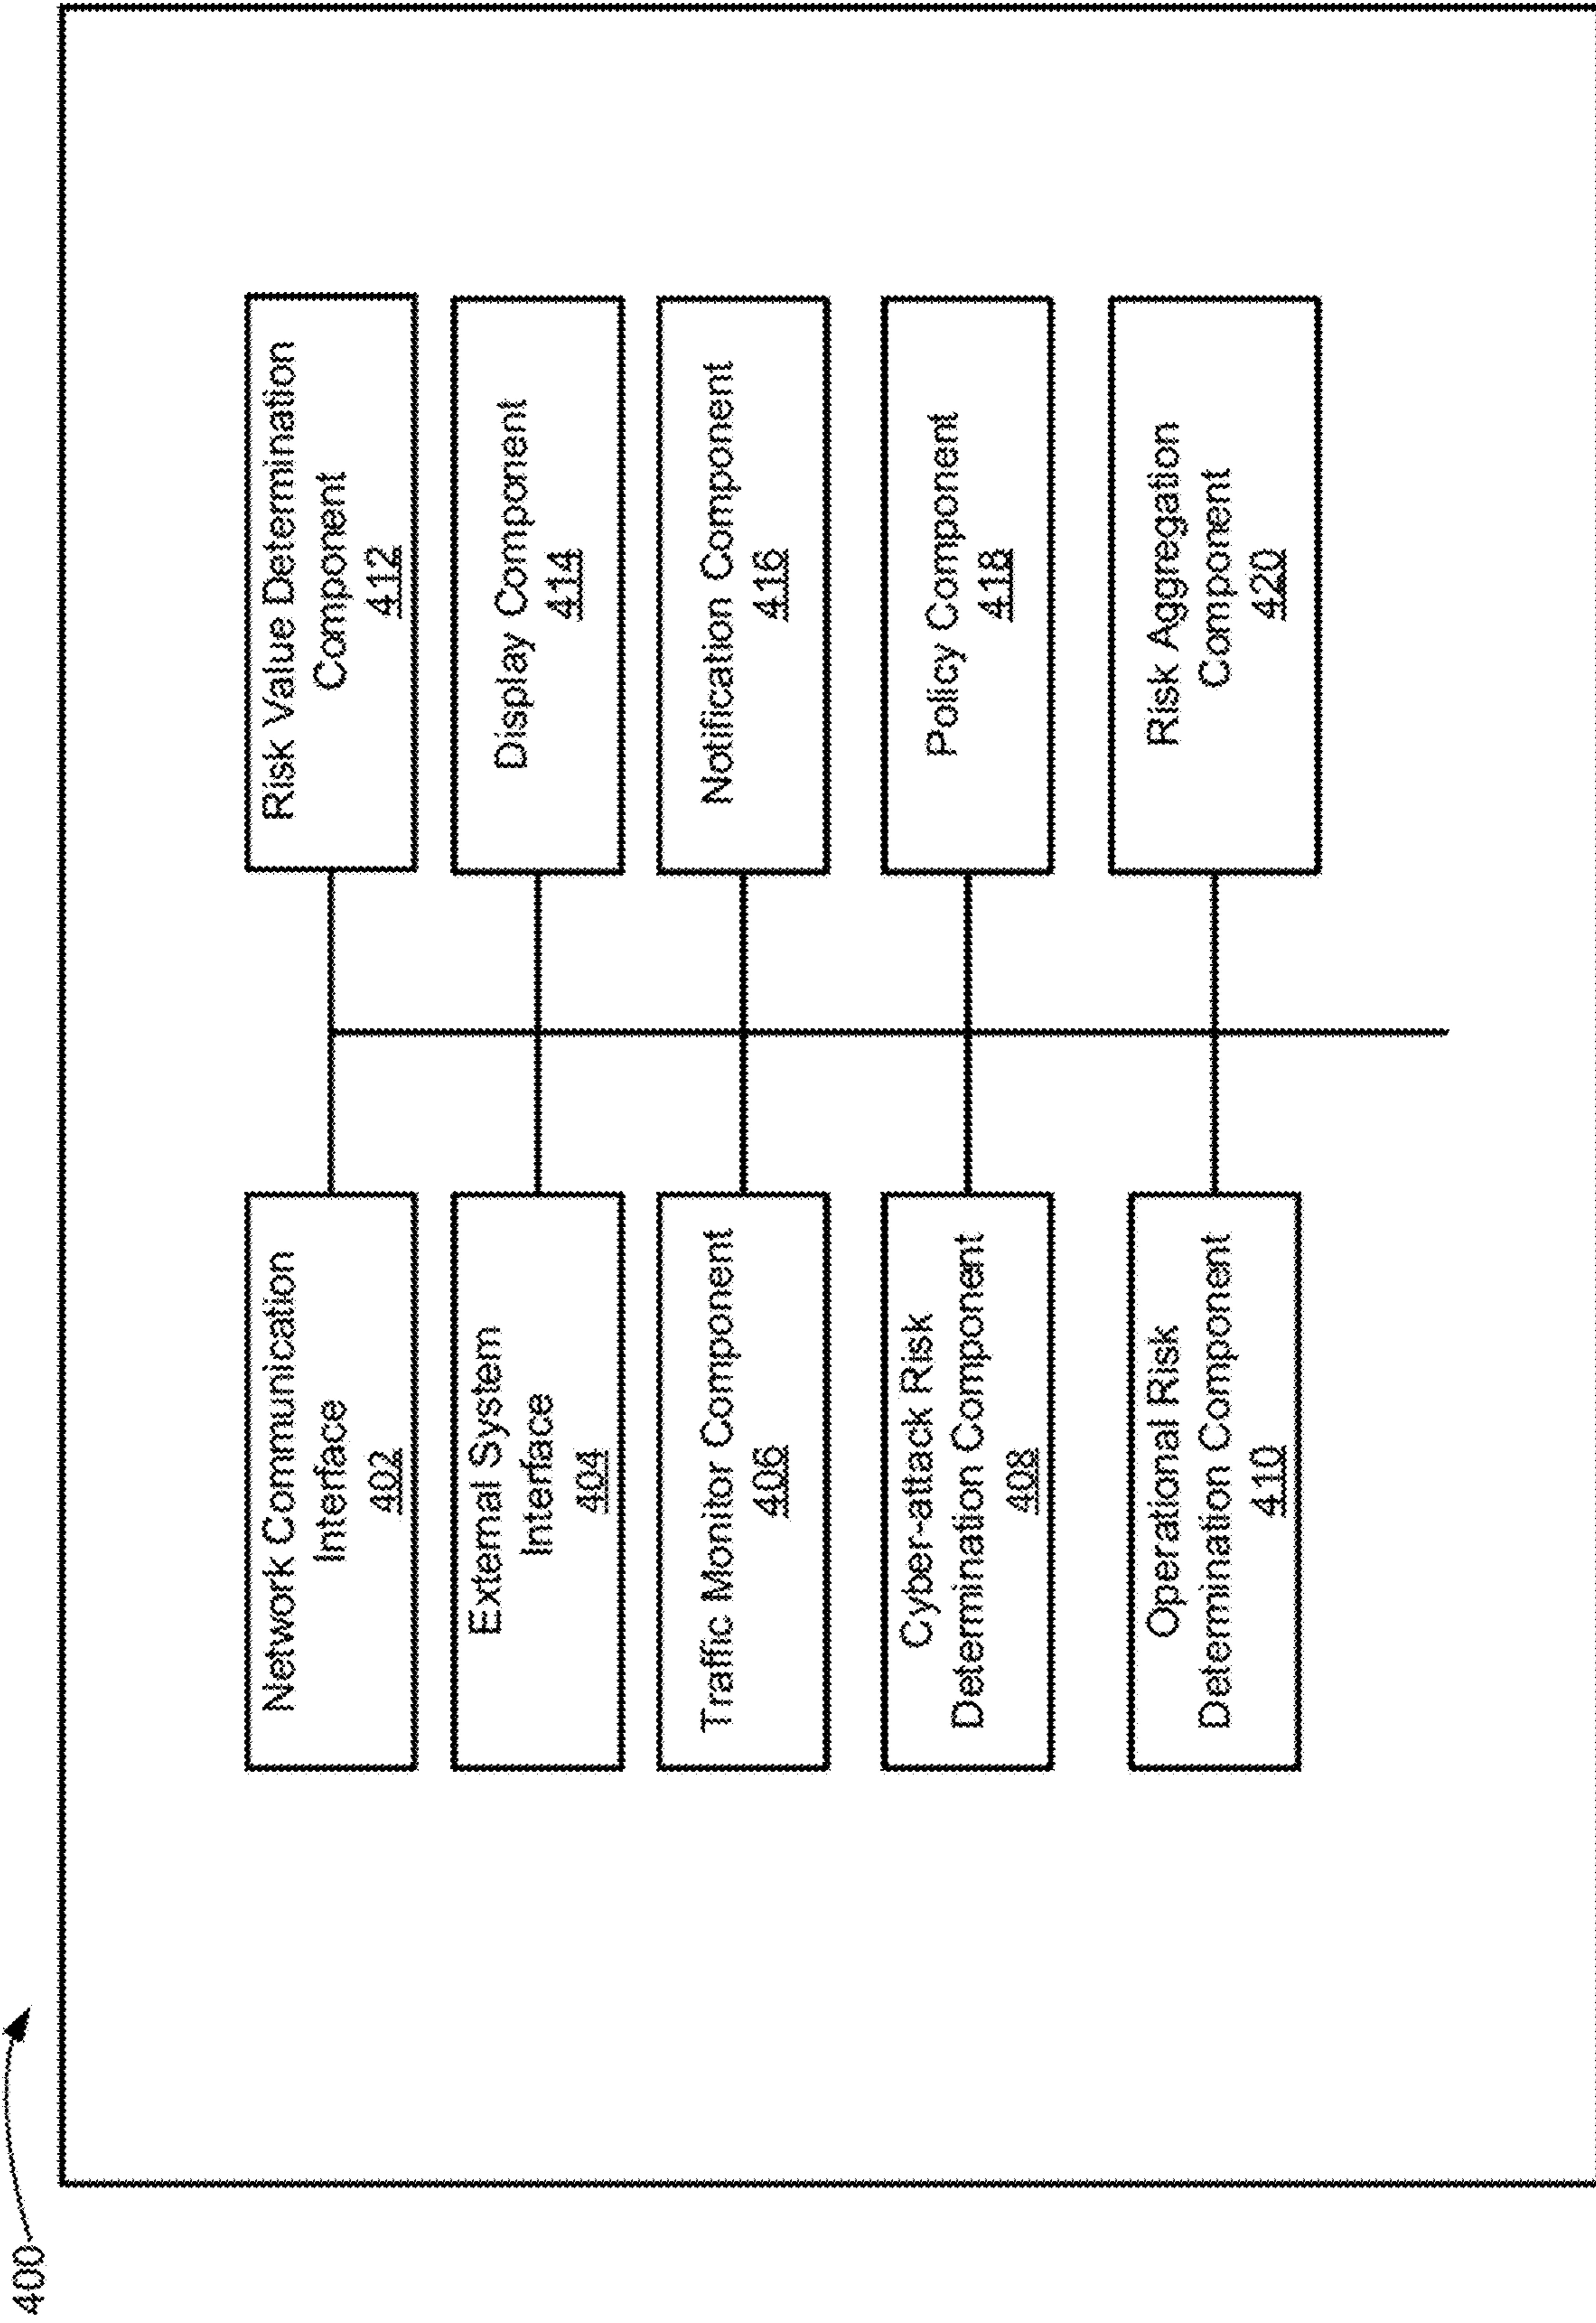 400
Network Communication
Interface
402
External System
Interface
404
Traffic Monitor Component
406
Cyber-attack Risk
Determination Component
408
Operational Risk
Determination Component
410
Risk Value Determination
Component
412
Display Component
414
Notification Component
416
Policy Component
418
Risk Aggregation
Component
420